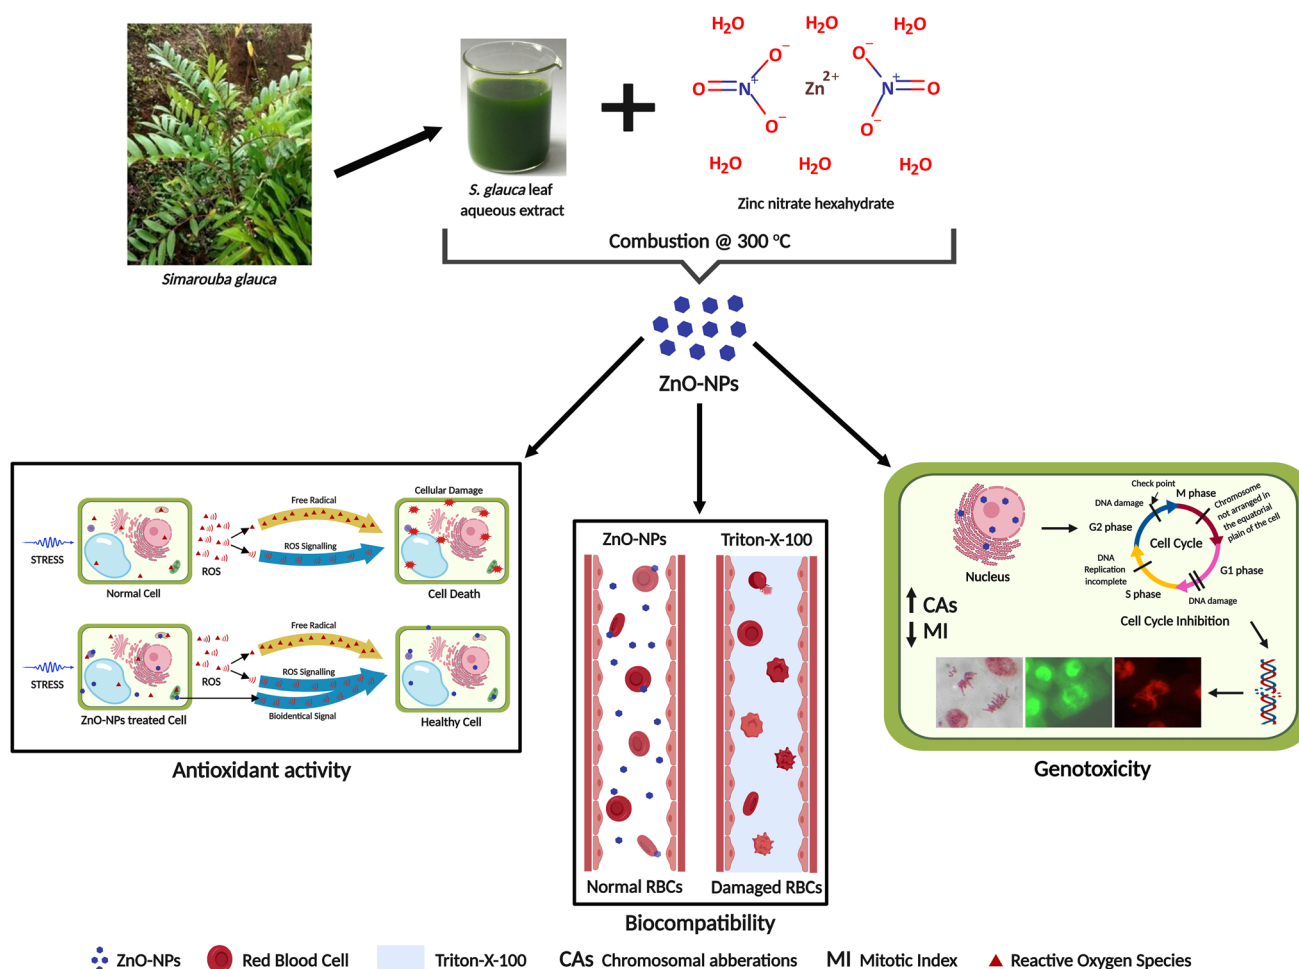 H2O H2O H2O
O N+ O− O− Zn2+ O− O− N+ O
H2O H2O H2O
S. glauca leaf
aqueous extract
Zinc nitrate hexahydrate
Simarouba glauca
Combustion @ 300 ºC
ZnO-NPs
STRESS
Normal Cell
ROS
Free Radical
ROS Signalling
Cellular Damage
Cell Death
STRESS
ZnO-NPs treated Cell
ROS
Free Radical
ROS Signalling
Bioidentical Signal
Healthy Cell
Antioxidant activity
ZnO-NPs
Triton-X-100
Normal RBCs
Damaged RBCs
Biocompatibility
Nucleus
Check point
DNA damage
M phase
Chromosome
not arranged in
the equatorial
plain of the cell
G2 phase
Cell Cycle
DNA
Replication
incomplete
G1 phase
S phase
DNA damage
Cell Cycle Inhibition
CAs
MI
Genotoxicity
ZnO-NPs
Red Blood Cell
Triton-X-100
CAs Chromosomal abberations
MI Mitotic Index
Reactive Oxygen Species